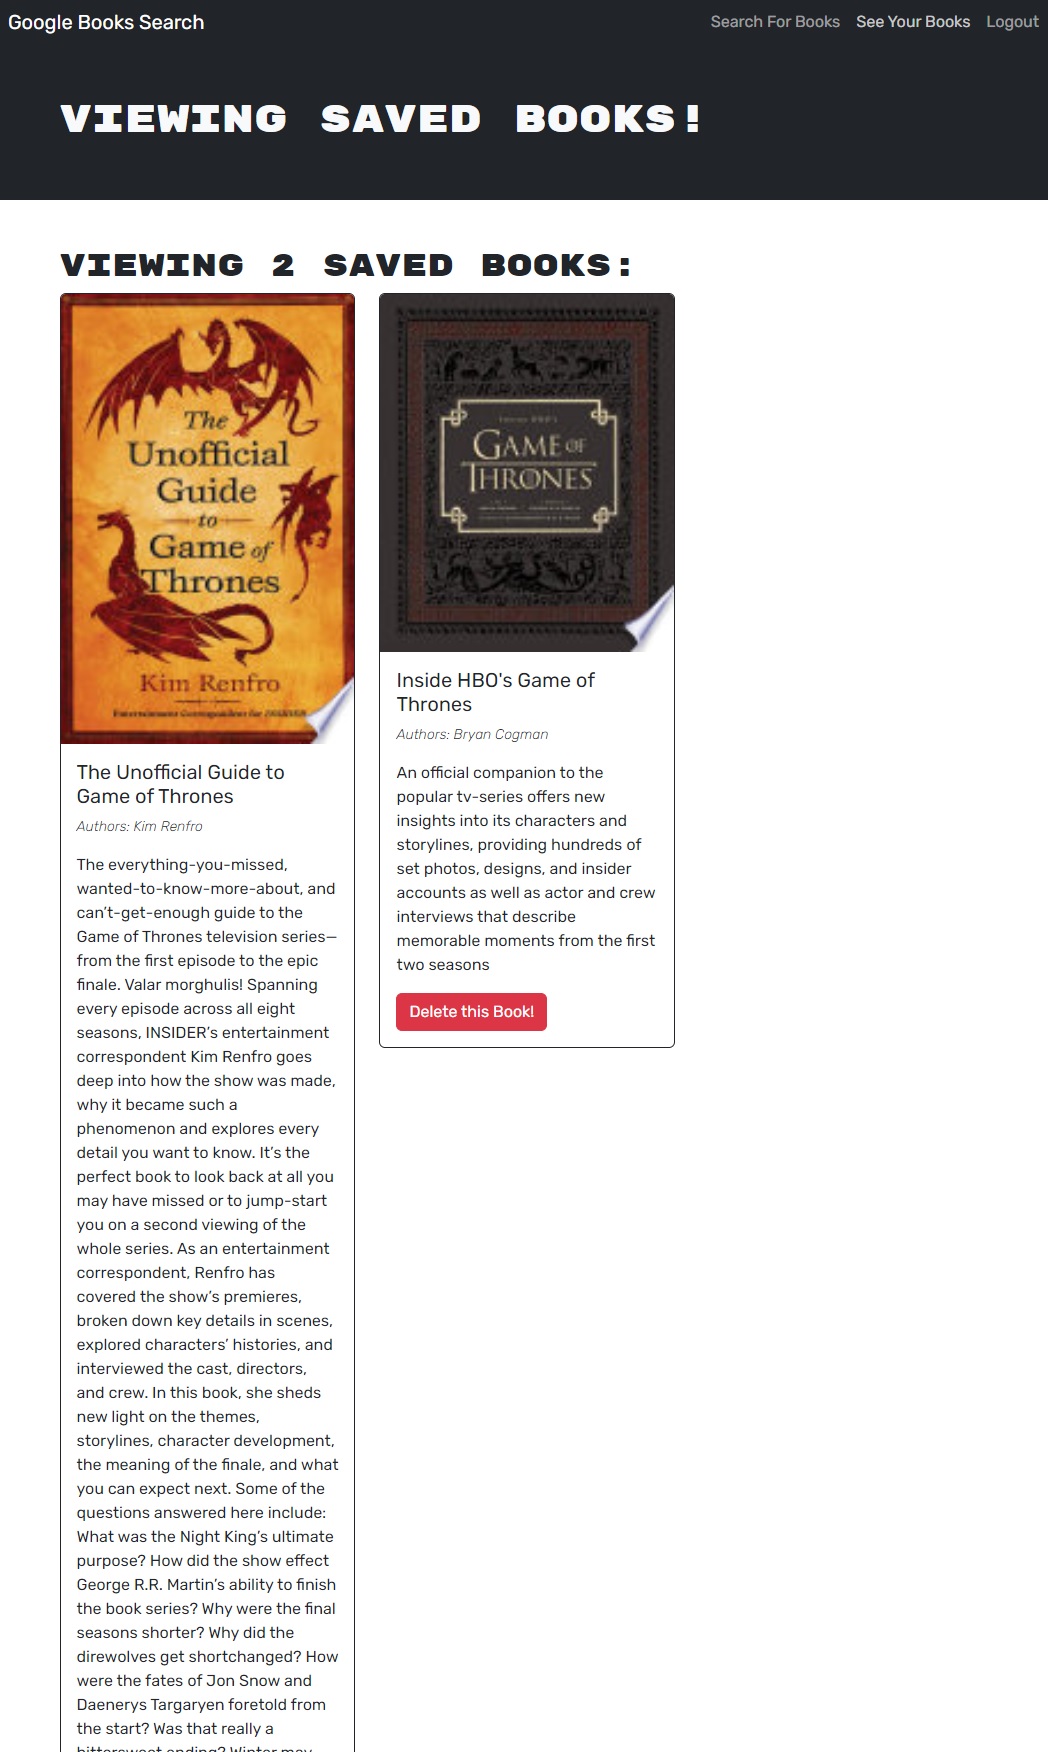 Google Books Search
Search For Books
See Your Books
Logout
VIEWING SAVED BOOKS!
VIEWING 2 SAVED BOOKS:
The
Unofficial
Guide
to
Game of
Thrones
Kim Renfro
Entertainment Correspondent for INSIDER
The Unofficial Guide to
Game of Thrones
Authors: Kim Renfro
The everything-you-missed,
wanted-to-know-more-about, and
can’t-get-enough guide to the
Game of Thrones television series—
from the first episode to the epic
finale. Valar morghulis! Spanning
every episode across all eight
seasons, INSIDER’s entertainment
correspondent Kim Renfro goes
deep into how the show was made,
why it became such a
phenomenon and explores every
detail you want to know. It’s the
perfect book to look back at all you
may have missed or to jump-start
you on a second viewing of the
whole series. As an entertainment
correspondent, Renfro has
covered the show’s premieres,
broken down key details in scenes,
explored characters’ histories, and
interviewed the cast, directors,
and crew. In this book, she sheds
new light on the themes,
storylines, character development,
the meaning of the finale, and what
you can expect next. Some of the
questions answered here include:
What was the Night King’s ultimate
purpose? How did the show effect
George R.R. Martin’s ability to finish
the book series? Why were the final
seasons shorter? Why did the
direwolves get shortchanged? How
were the fates of Jon Snow and
Daenerys Targaryen foretold from
the start? Was that really a
bittersweet ending? Winter may
GAME OF
THRONES
Inside HBO's Game of
Thrones
Authors: Bryan Cogman
An official companion to the
popular tv-series offers new
insights into its characters and
storylines, providing hundreds of
set photos, designs, and insider
accounts as well as actor and crew
interviews that describe
memorable moments from the first
two seasons
Delete this Book!